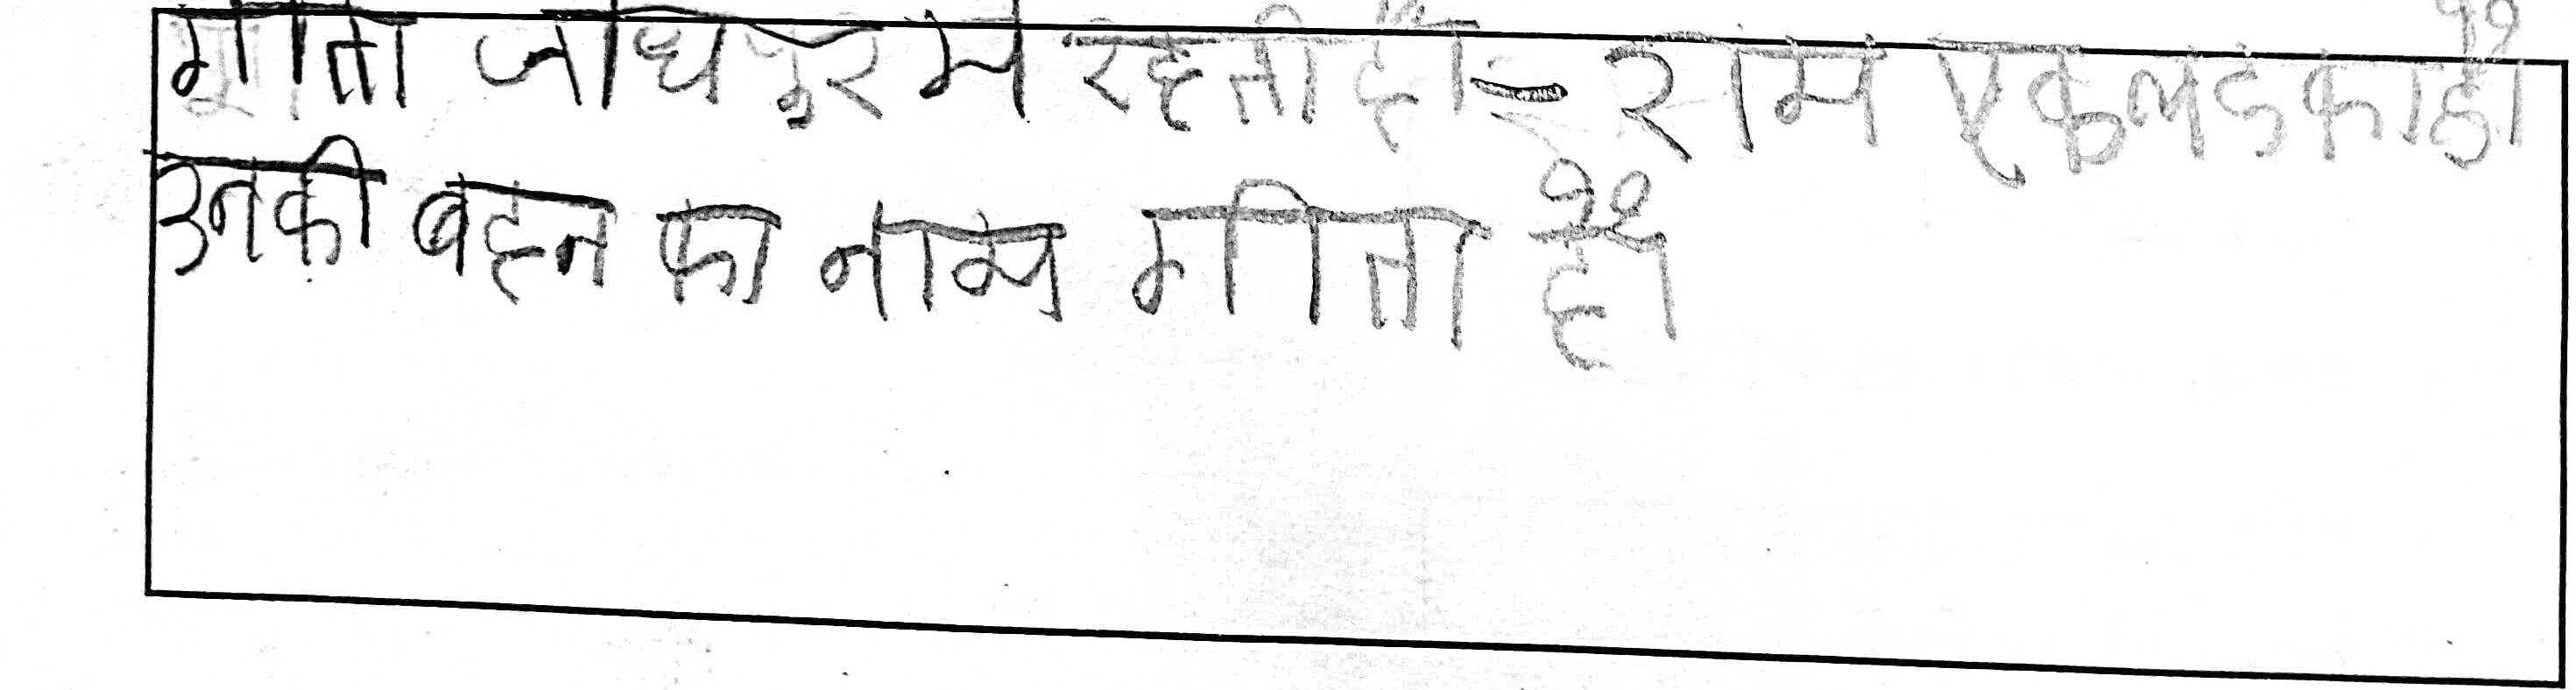 गीता जोधपुर मे रहती है। राम एक लडका है।
उनकी बहन का नाम गीता है।